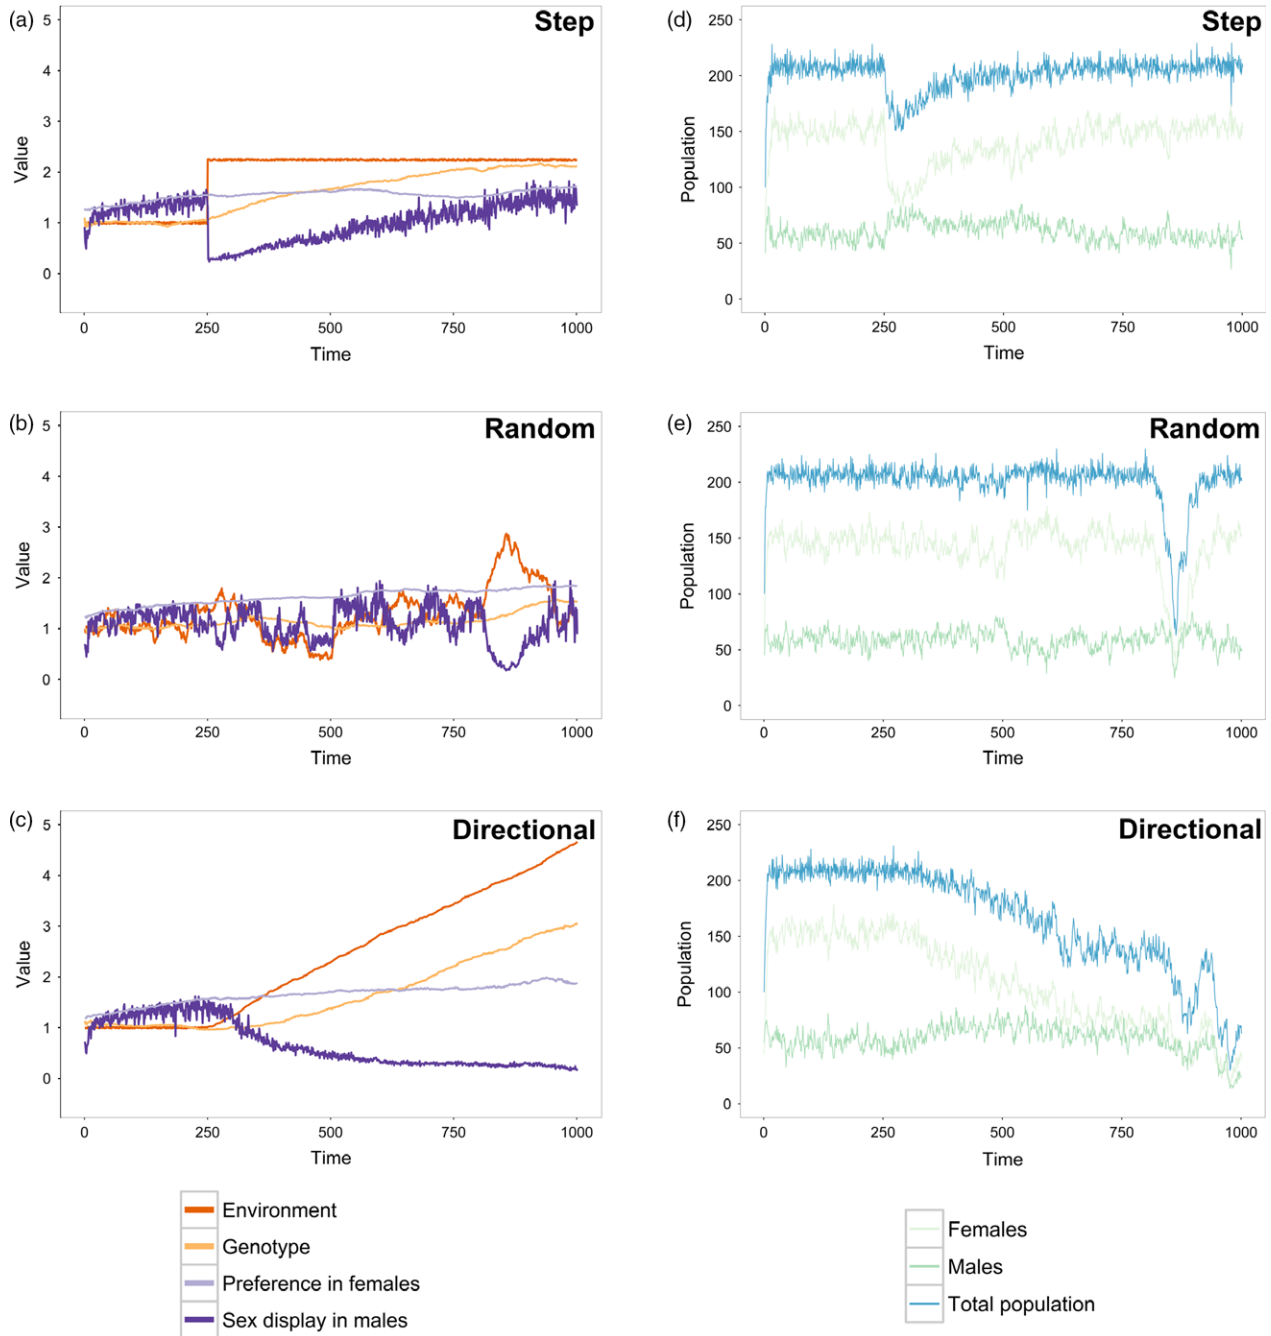 (a)
Step
5
4
3
2
1
0
Value
0 250 500 750 1000
Time
(d)
Step
250
200
150
100
50
0
Population
0 250 500 750 1000
Time
(b)
Random
5
4
3
2
1
0
Value
0 250 500 750 1000
Time
(e)
Random
250
200
150
100
50
0
Population
0 250 500 750 1000
Time
(c)
Directional
5
4
3
2
1
0
Value
0 250 500 750 1000
Time
(f)
Directional
250
200
150
100
50
0
Population
0 250 500 750 1000
Time
Environment
Genotype
Preference in females
Sex display in males
Females
Males
Total population